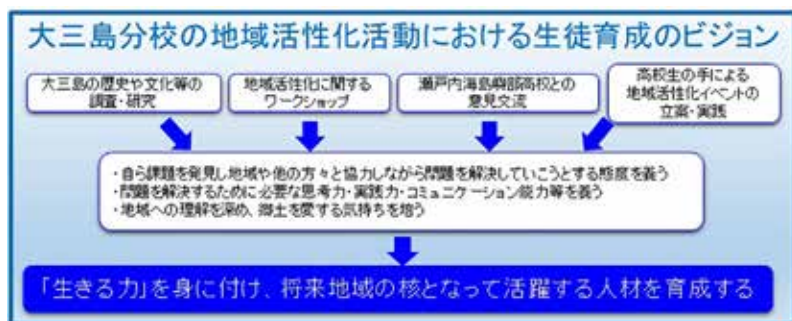 大三島分校の地域活性化活動における生徒育成のビジョン
大三島の歴史や文化等の
調査・研究
地域活性化に関する
ワークショップ
瀬戸内海島嶼部高校との
意見交流
高校生の手による
地域活性化イベントの
立案・実践
・自ら課題を発見し地域や他の方々と協力しながら問題を解決していこうとする態度を養う
・問題を解決するために必要な思考力・実践力・コミュニケーション能力等を養う
・地域への理解を深め、郷土を愛する気持ちを培う
「生きる力」を身に付け、将来地域の核となって活躍する人材を育成する